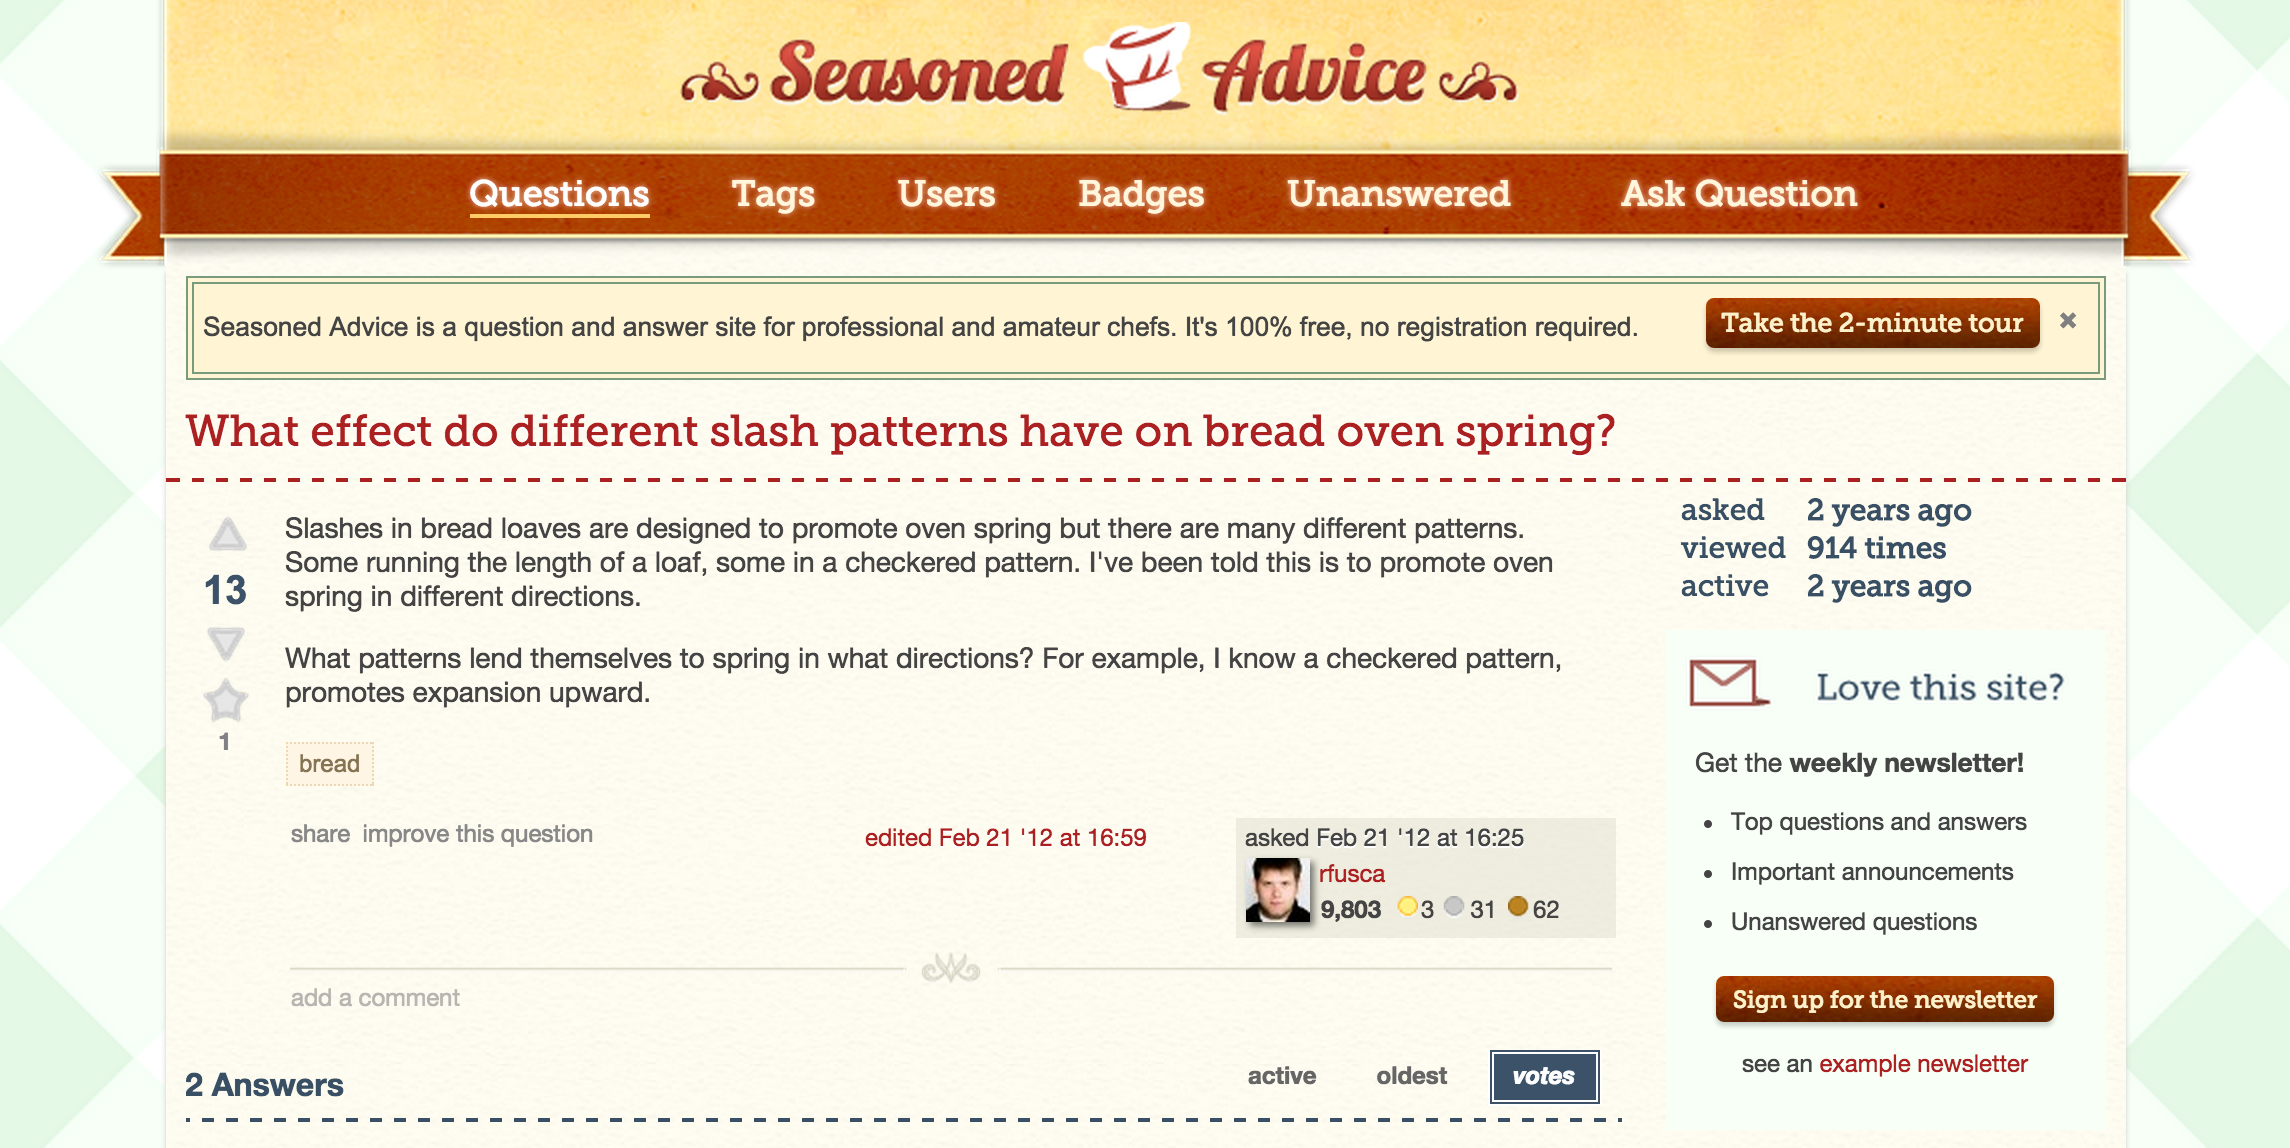 Seasoned Advice
Questions Tags Users Badges Unanswered Ask Question
Seasoned Advice is a question and answer site for professional and amateur chefs. It's 100% free, no registration required.
Take the 2-minute tour
What effect do different slash patterns have on bread oven spring?
13
1
Slashes in bread loaves are designed to promote oven spring but there are many different patterns.
Some running the length of a loaf, some in a checkered pattern. I've been told this is to promote oven
spring in different directions.
What patterns lend themselves to spring in what directions? For example, I know a checkered pattern,
promotes expansion upward.
bread
share improve this question
edited Feb 21 '12 at 16:59
asked Feb 21 '12 at 16:25
rfusca
9,803 3 31 62
add a comment
2 Answers
active oldest votes
asked 2 years ago
viewed 914 times
active 2 years ago
Love this site?
Get the weekly newsletter!
• Top questions and answers
• Important announcements
• Unanswered questions
Sign up for the newsletter
see an example newsletter